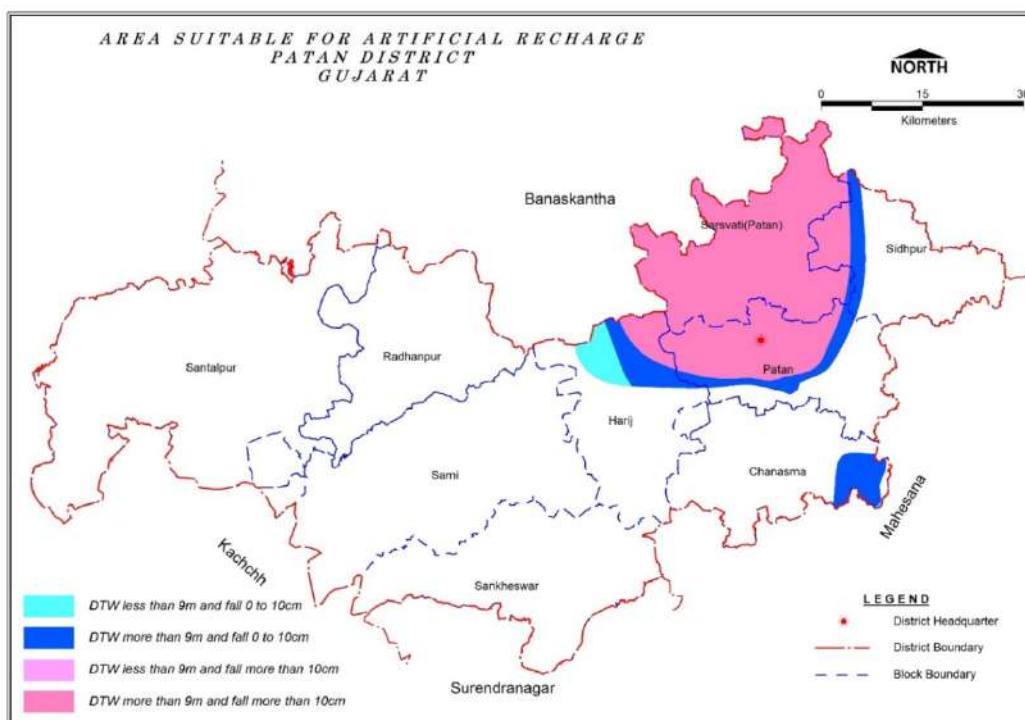 AREA SUITABLE FOR ARTIFICIAL RECHARGE
PATAN DISTRICT
GUJARAT
NORTH
0 15 30
Kilometers
Banaskantha
Sarsvati(Patan)
Sidhpur
Radhanpur
Santalpur
Patan
Harij
Sami
Chanasma
Mahesana
Kachchh
Sankheswar
Surendranagar
DTW less than 9m and fall 0 to 10cm
DTW more than 9m and fall 0 to 10cm
DTW less than 9m and fall more than 10cm
DTW more than 9m and fall more than 10cm
LEGEND
District Headquarter
District Boundary
Block Boundary